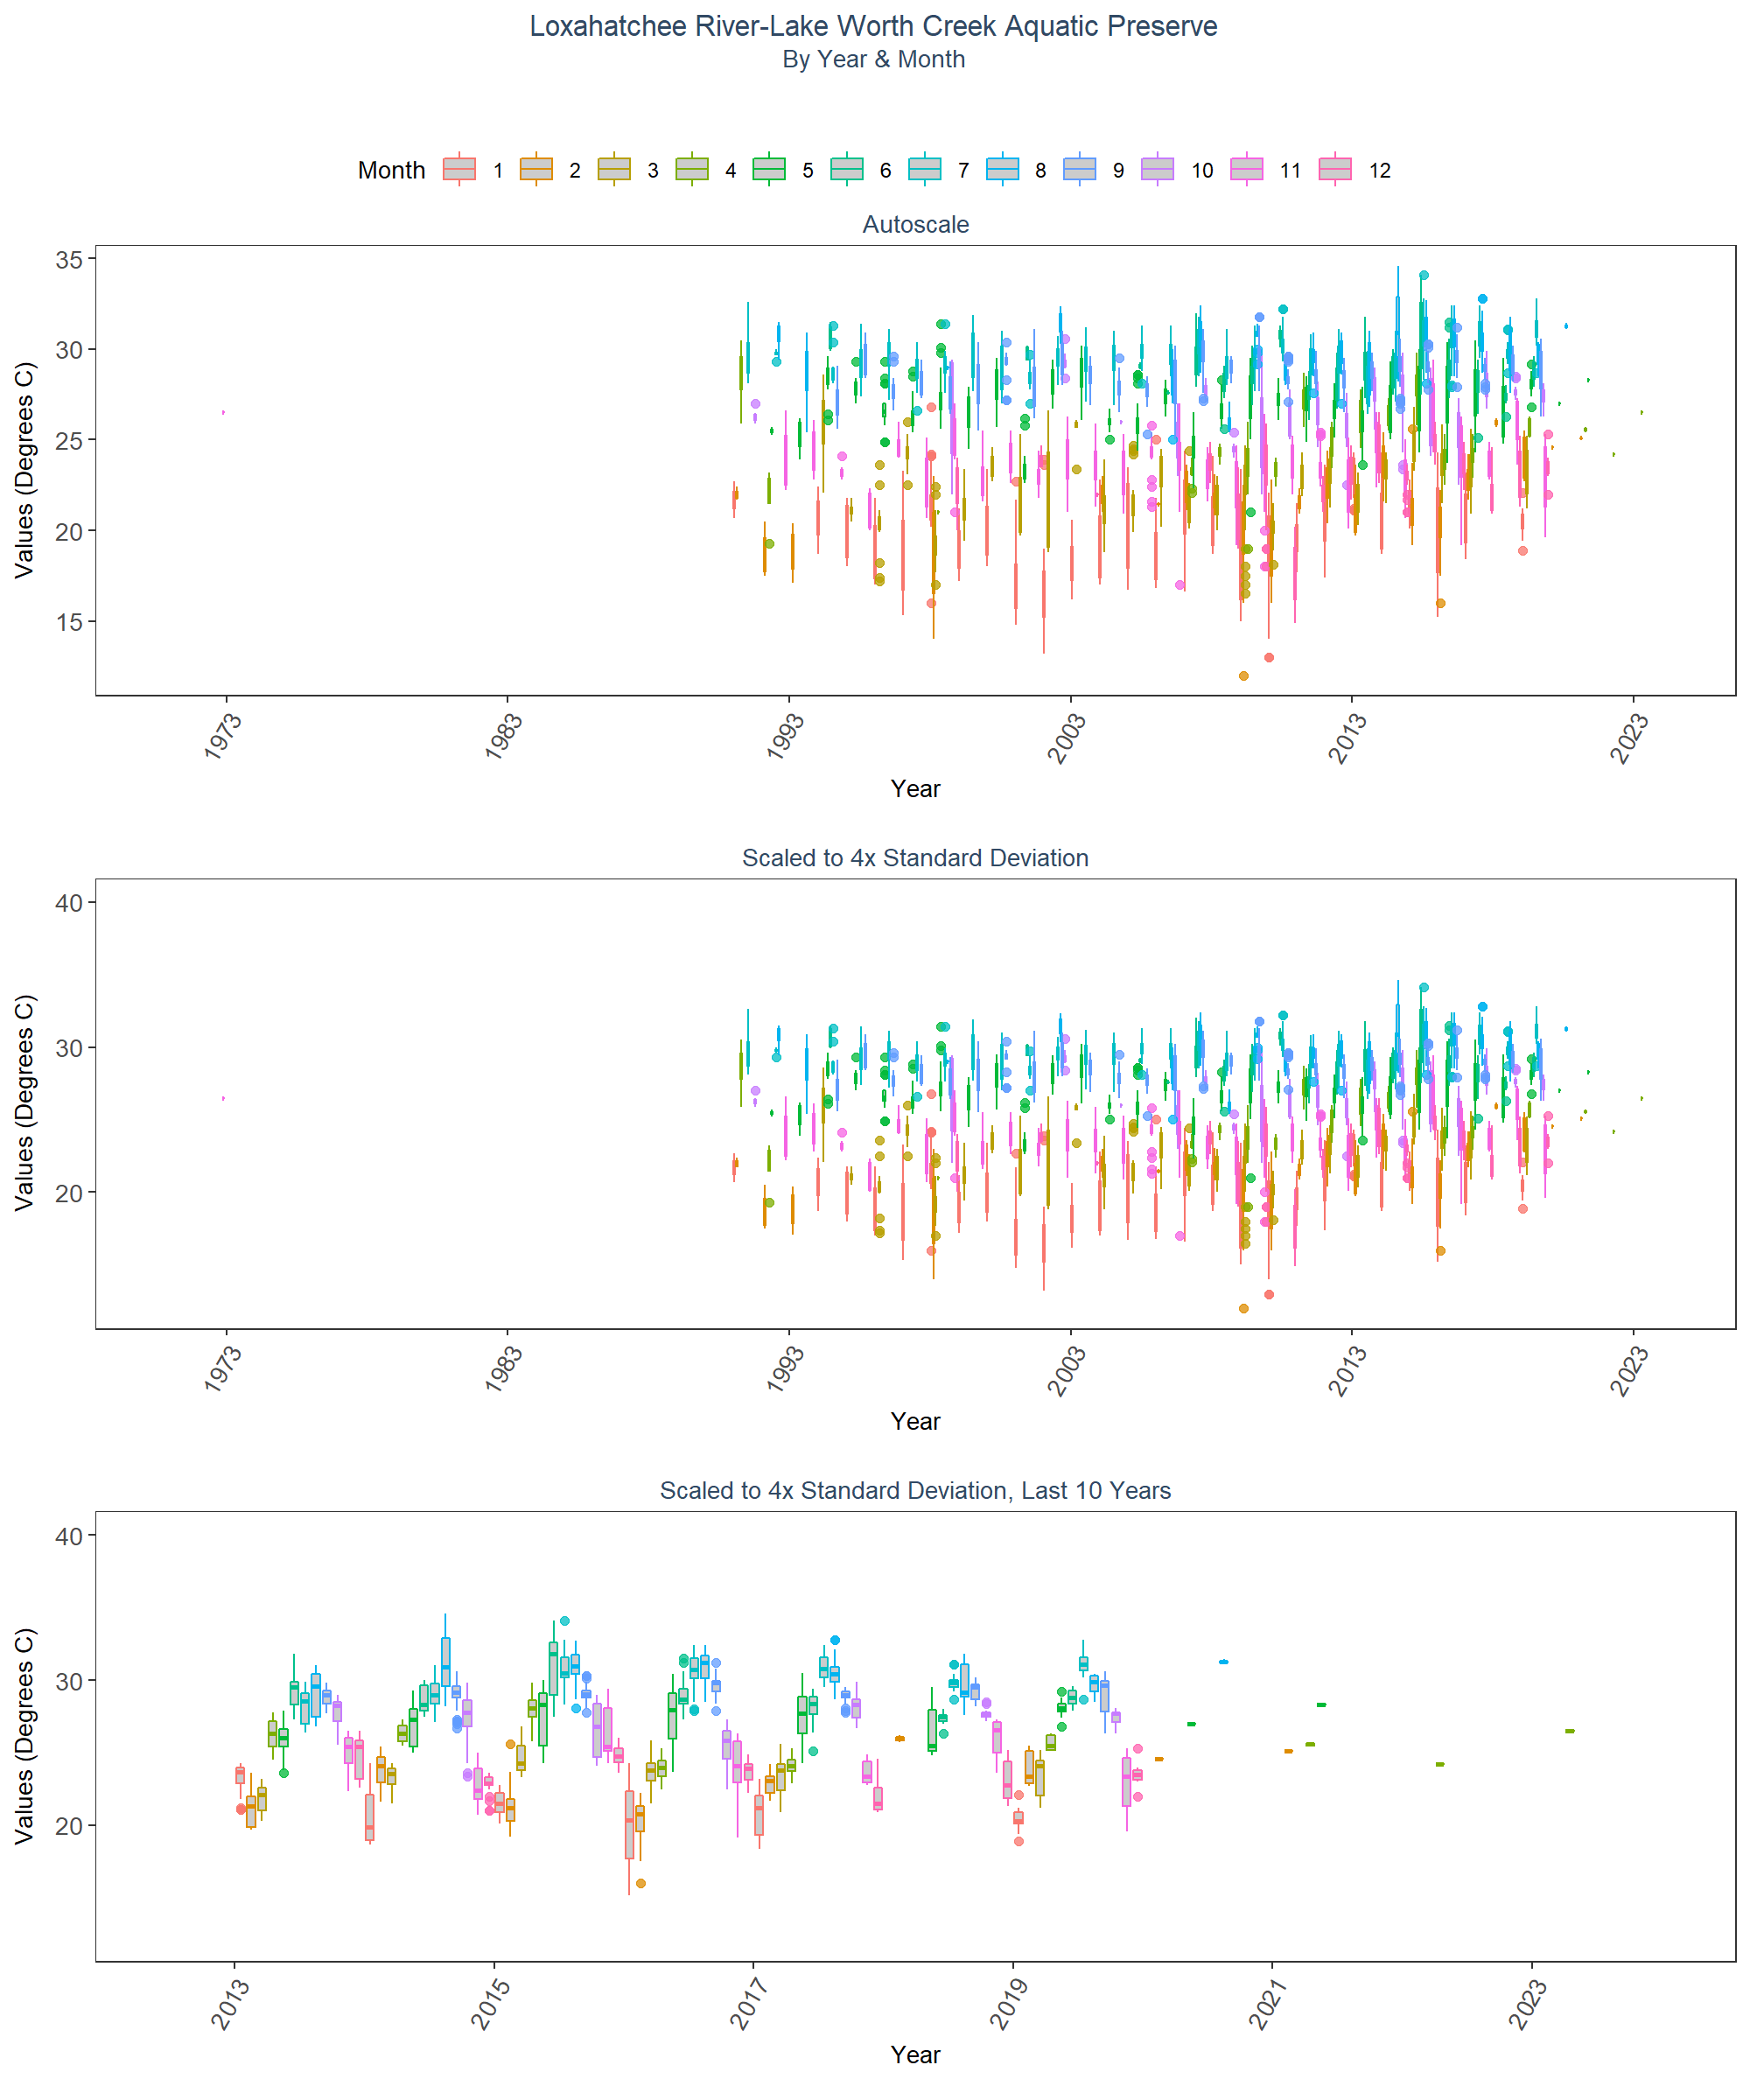 Loxahatchee River-Lake Worth Creek Aquatic Preserve
By Year & Month
Month 1 2 3 4 5 6 7 8 9 10 11 12
Autoscale
Values (Degrees C)
35
30
25
20
15
1973 1983 1993 2003 2013 2023
Year
Scaled to 4x Standard Deviation
Values (Degrees C)
40
30
20
1973 1983 1993 2003 2013 2023
Year
Scaled to 4x Standard Deviation, Last 10 Years
Values (Degrees C)
40
30
20
2013 2015 2017 2019 2021 2023
Year